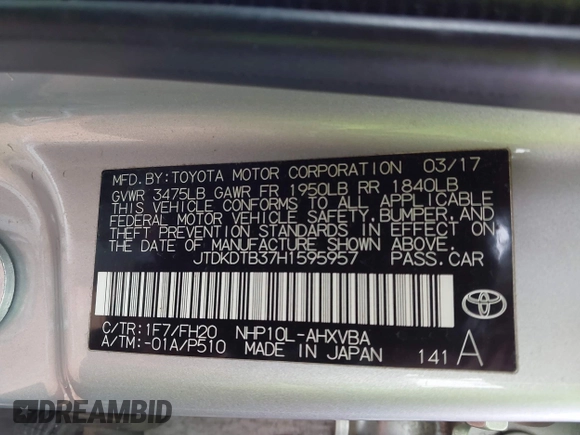 MFD.BY:TOYOTA MOTOR CORPORATION 03/17
GVWR 3475LB GAWR FR 1950LB RR 1840LB
THIS VEHICLE CONFORMS TO ALL APPLICABLE
FEDERAL MOTOR VEHICLE SAFETY, BUMPER, AND
THEFT PREVENTION STANDARDS IN EFFECT ON
THE DATE OF MANUFACTURE SHOWN ABOVE.
JTDKDTB37H1595957 PASS.CAR
C/TR:1F7/FH20 NHP10L-AHXVBA
A/TM:-01A/P510 MADE IN JAPAN 141 A
DREAMBID